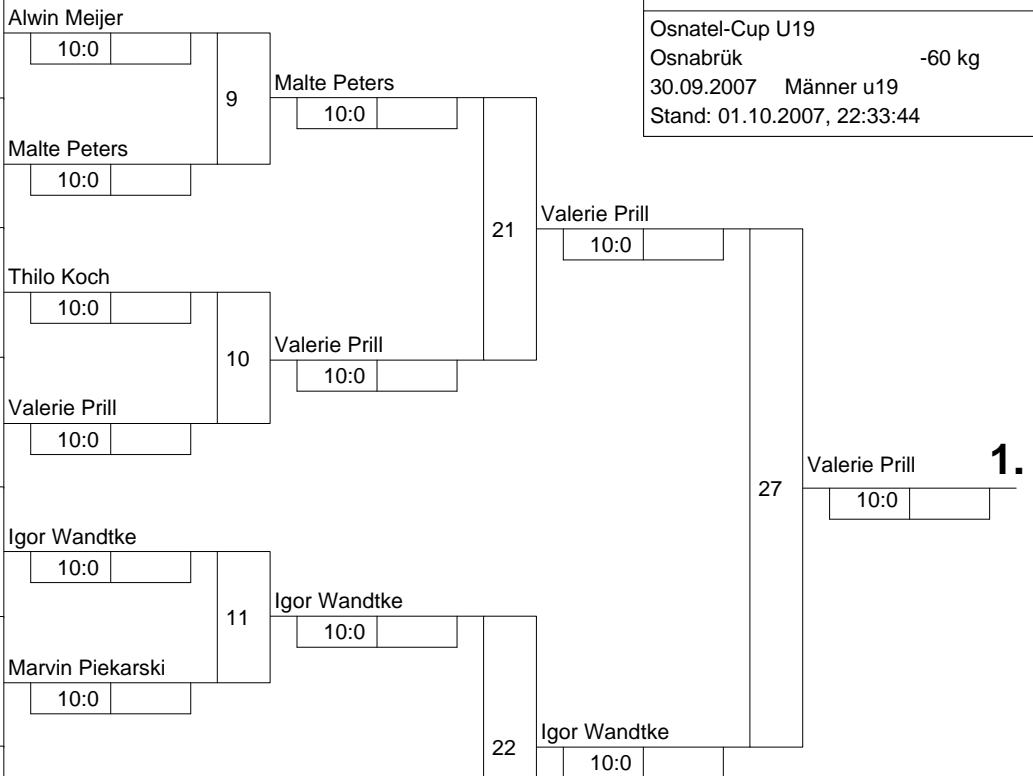 Osnatel-Cup U19
Osnabrük -60 kg
30.09.2007 Männer u19
Stand: 01.10.2007, 22:33:44
Alwin Meijer
10:0
9
Malte Peters
10:0
Malte Peters
10:0
21
Valerie Prill
10:0
Thilo Koch
10:0
10
Valerie Prill
10:0
Valerie Prill
10:0
27
Valerie Prill 1.
10:0
Igor Wandtke
10:0
11
Igor Wandtke
10:0
Marvin Piekarski
10:0
22
Igor Wandtke
10:0